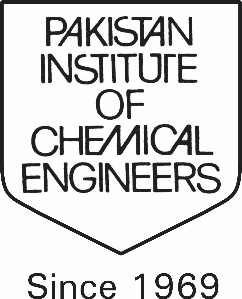 PAKISTAN
INSTITUTE
OF
CHEMICAL
ENGINEERS
Since 1969